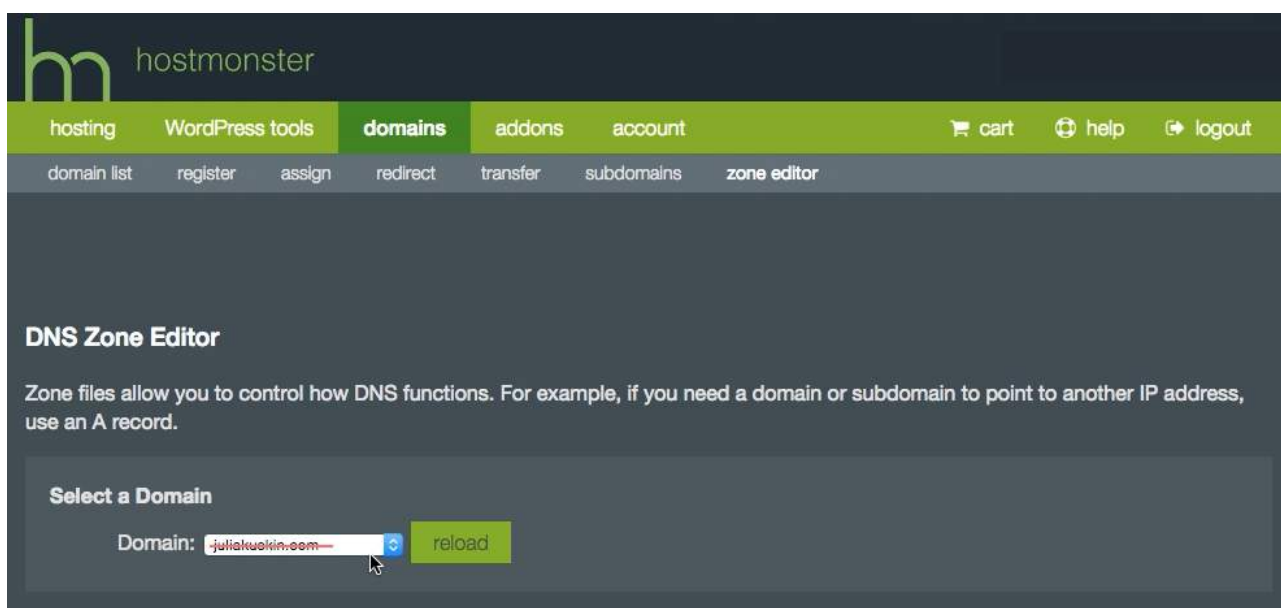 hn hostmonster
hosting WordPress tools domains addons account cart help logout
domain list register assign redirect transfer subdomains zone editor
DNS Zone Editor
Zone files allow you to control how DNS functions. For example, if you need a domain or subdomain to point to another IP address,
use an A record.
Select a Domain
Domain: reload